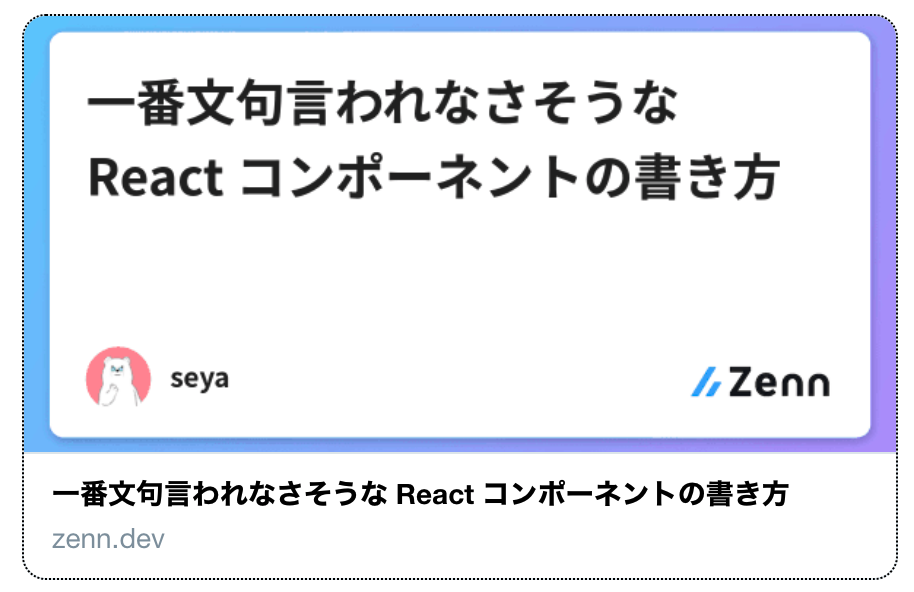 一番文句言われなさそうな
React コンポーネントの書き方
seya
Zenn
一番文句言われなさそうな React コンポーネントの書き方
zenn.dev